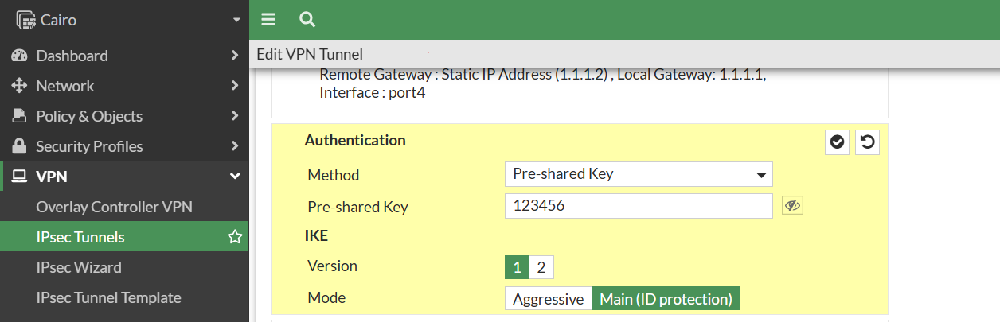 Cairo
Dashboard
Network
Policy & Objects
Security Profiles
VPN
Overlay Controller VPN
IPsec Tunnels
IPsec Wizard
IPsec Tunnel Template
Edit VPN Tunnel
Remote Gateway : Static IP Address (1.1.1.2) , Local Gateway: 1.1.1.1,
Interface : port4
Authentication
Method Pre-shared Key
Pre-shared Key 123456
IKE
Version 1 2
Mode Aggressive Main (ID protection)